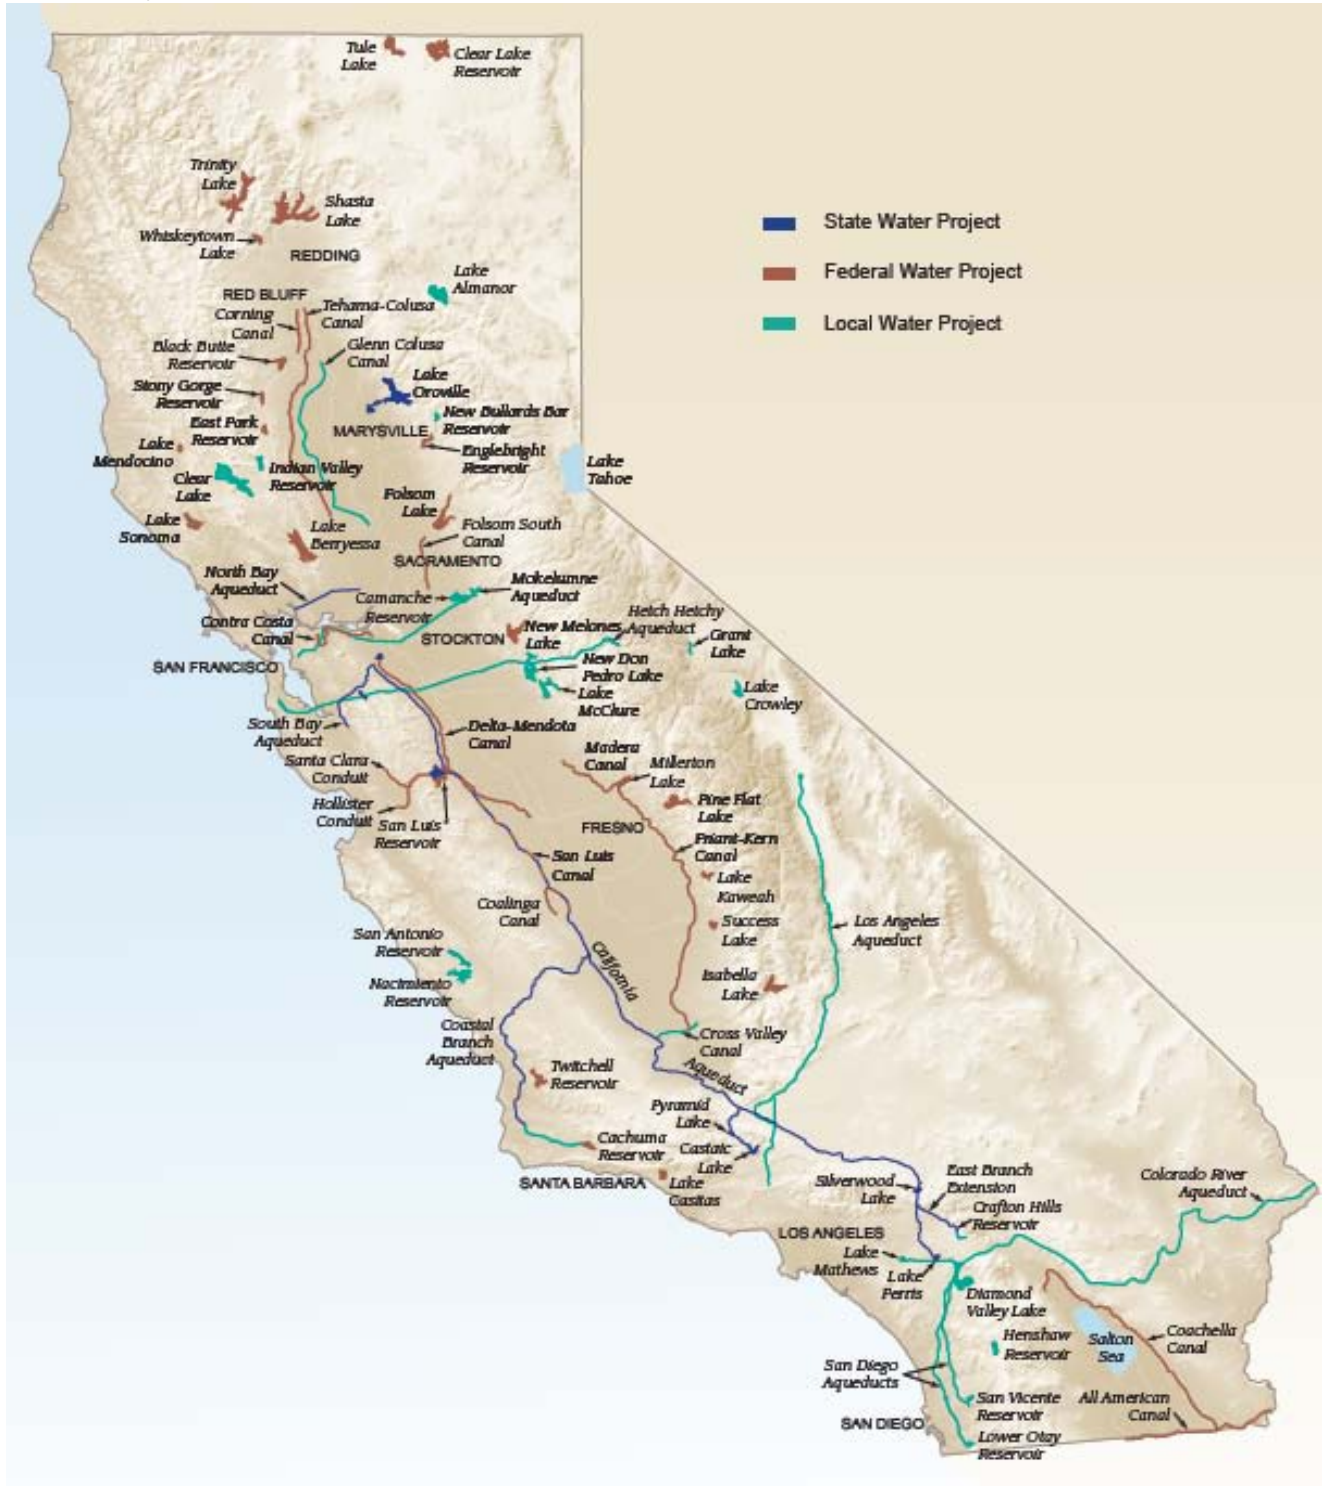 Tule
Lake
Clear Lake
Reservoir
Trinity
Lake
Shasta
Lake
Whiskeytown
Lake
REDDING
State Water Project
Federal Water Project
Local Water Project
Lake
Almanor
RED BLUFF
Corning
Canal
Tehama-Colusa
Canal
Black Butte
Reservoir
Glenn Colusa
Canal
Stony Gorge
Reservoir
Lake
Oroville
East Park
Reservoir
New Bullards Bar
Reservoir
MARYSVILLE
Lake
Mendocino
Englebright
Reservoir
Indian Valley
Reservoir
Clear
Lake
Lake
Tahoe
Folsom
Lake
Lake
Sonoma
Lake
Berryessa
Folsom South
Canal
SACRAMENTO
North Bay
Aqueduct
Mokelumne
Aqueduct
Camanche
Reservoir
Hetch Hetchy
Aqueduct
Contra Costa
Canal
STOCKTON
New Melones
Lake
Grant
Lake
SAN FRANCISCO
New Don
Pedro Lake
Lake
McClure
Lake
Crowley
South Bay
Aqueduct
Delta-Mendota
Canal
Santa Clara
Conduit
Madera
Canal
Millerton
Lake
Hollister
Conduit
San Luis
Reservoir
Pine Flat
Lake
FRESNO
Friant-Kern
Canal
San Luis
Canal
Lake
Kaweah
Coalinga
Canal
Success
Lake
Los Angeles
Aqueduct
San Antonio
Reservoir
California
Isabella
Lake
Nacimiento
Reservoir
Coastal
Branch
Aqueduct
Cross Valley
Canal
Aqueduct
Twitchell
Reservoir
Pyramid
Lake
Cachuma
Reservoir
Castaic
Lake
SANTA BARBARA
Lake
Casitas
Silverwood
Lake
East Branch
Extension
Colorado River
Aqueduct
Crafton Hills
Reservoir
LOS ANGELES
Lake
Mathews
Lake
Perris
Diamond
Valley Lake
Henshaw
Reservoir
Salton
Sea
Coachella
Canal
San Diego
Aqueducts
San Vicente
Reservoir
All American
Canal
SAN DIEGO
Lower Otay
Reservoir